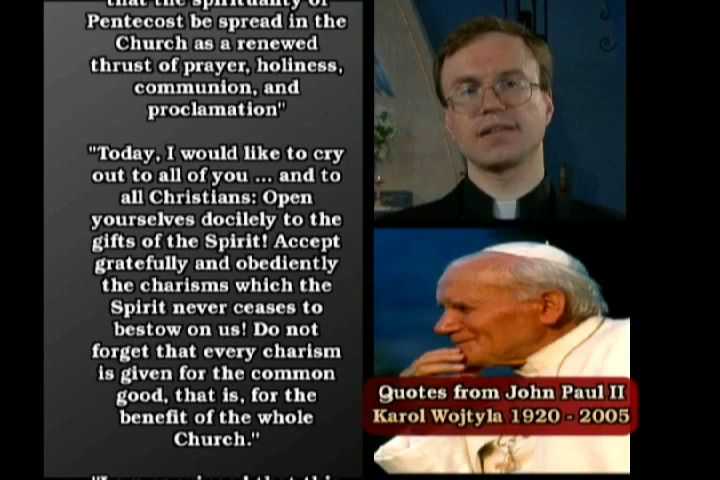 that the spirituality of
Pentecost be spread in the
Church as a renewed
thrust of prayer, holiness,
communion, and
proclamation"
"Today, I would like to cry
out to all of you ... and to
all Christians: Open
yourselves docilely to the
gifts of the Spirit! Accept
gratefully and obediently
the charisms which the
Spirit never ceases to
bestow on us! Do not
forget that every charism
is given for the common
good, that is, for the
benefit of the whole
Church."
Quotes from John Paul II
Karol Wojtyla 1920 - 2005